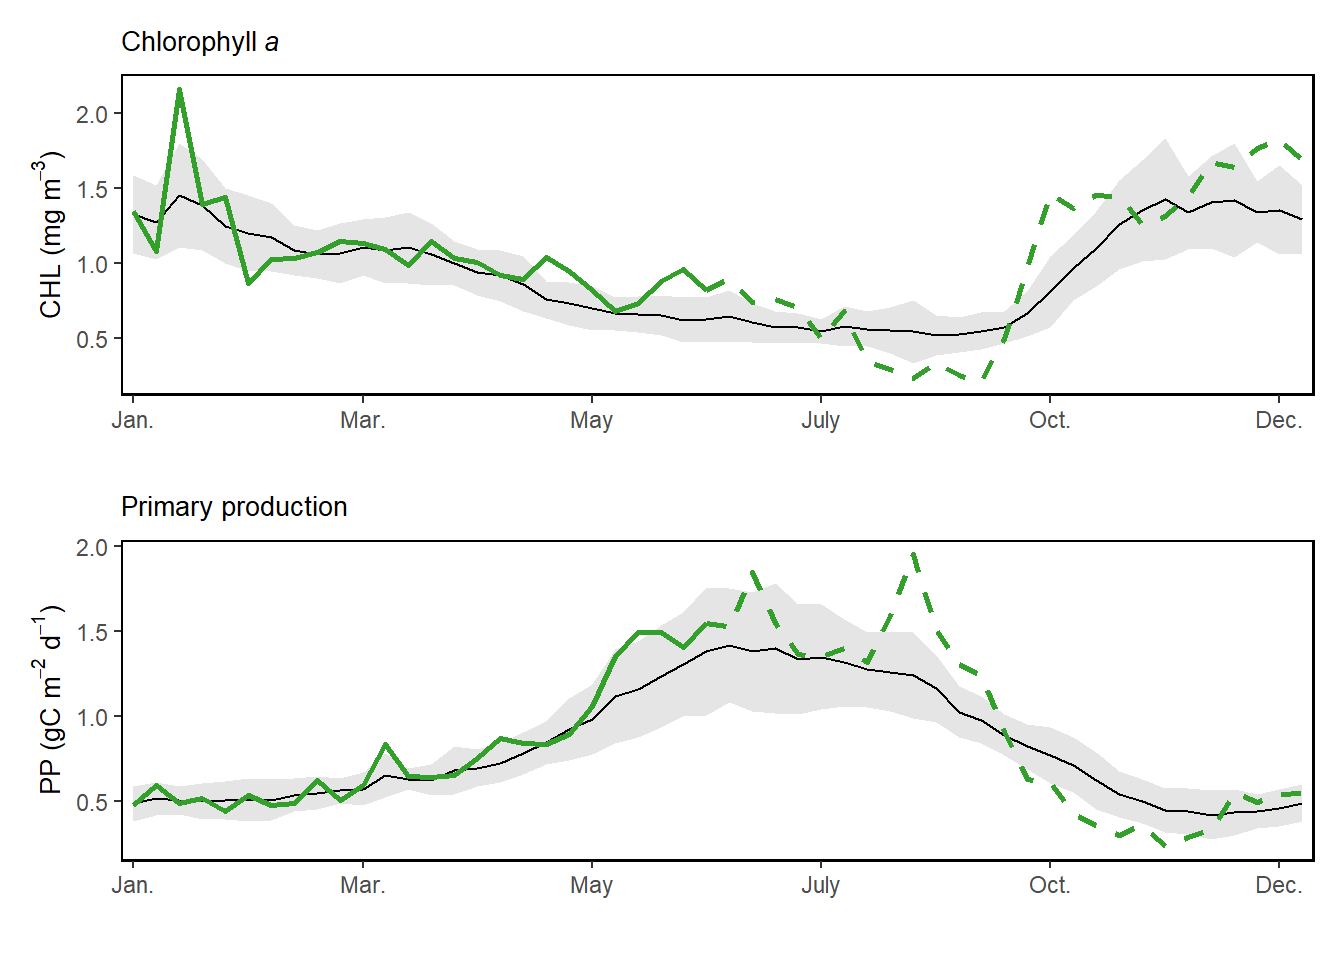 Chlorophyll a
CHL (mg m⁻³)
2.0
1.5
1.0
0.5
Jan. Mar. May July Oct. Dec.
Primary production
PP (gC m⁻² d⁻¹)
2.0
1.5
1.0
0.5
Jan. Mar. May July Oct. Dec.